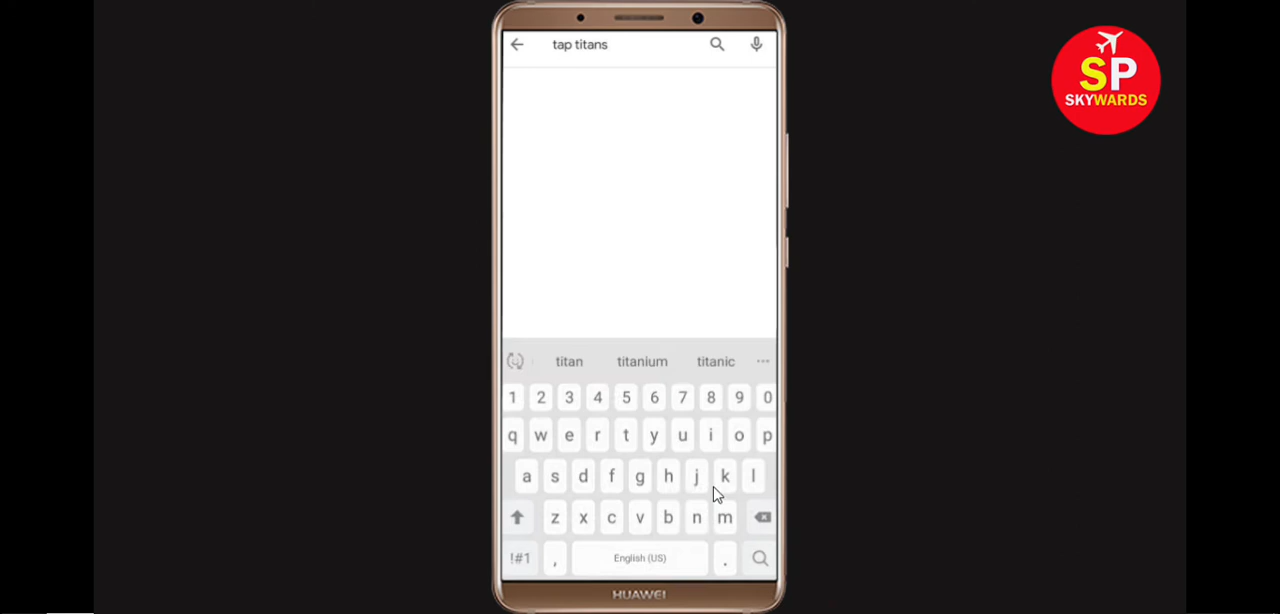 tap titans
SP
SKYWARDS
titan titanium titanic ...
1 2 3 4 5 6 7 8 9 0
q w e r t y u i o p
a s d f g h j k l
z x c v b n m
!#1 , English (US) .
HUAWEI